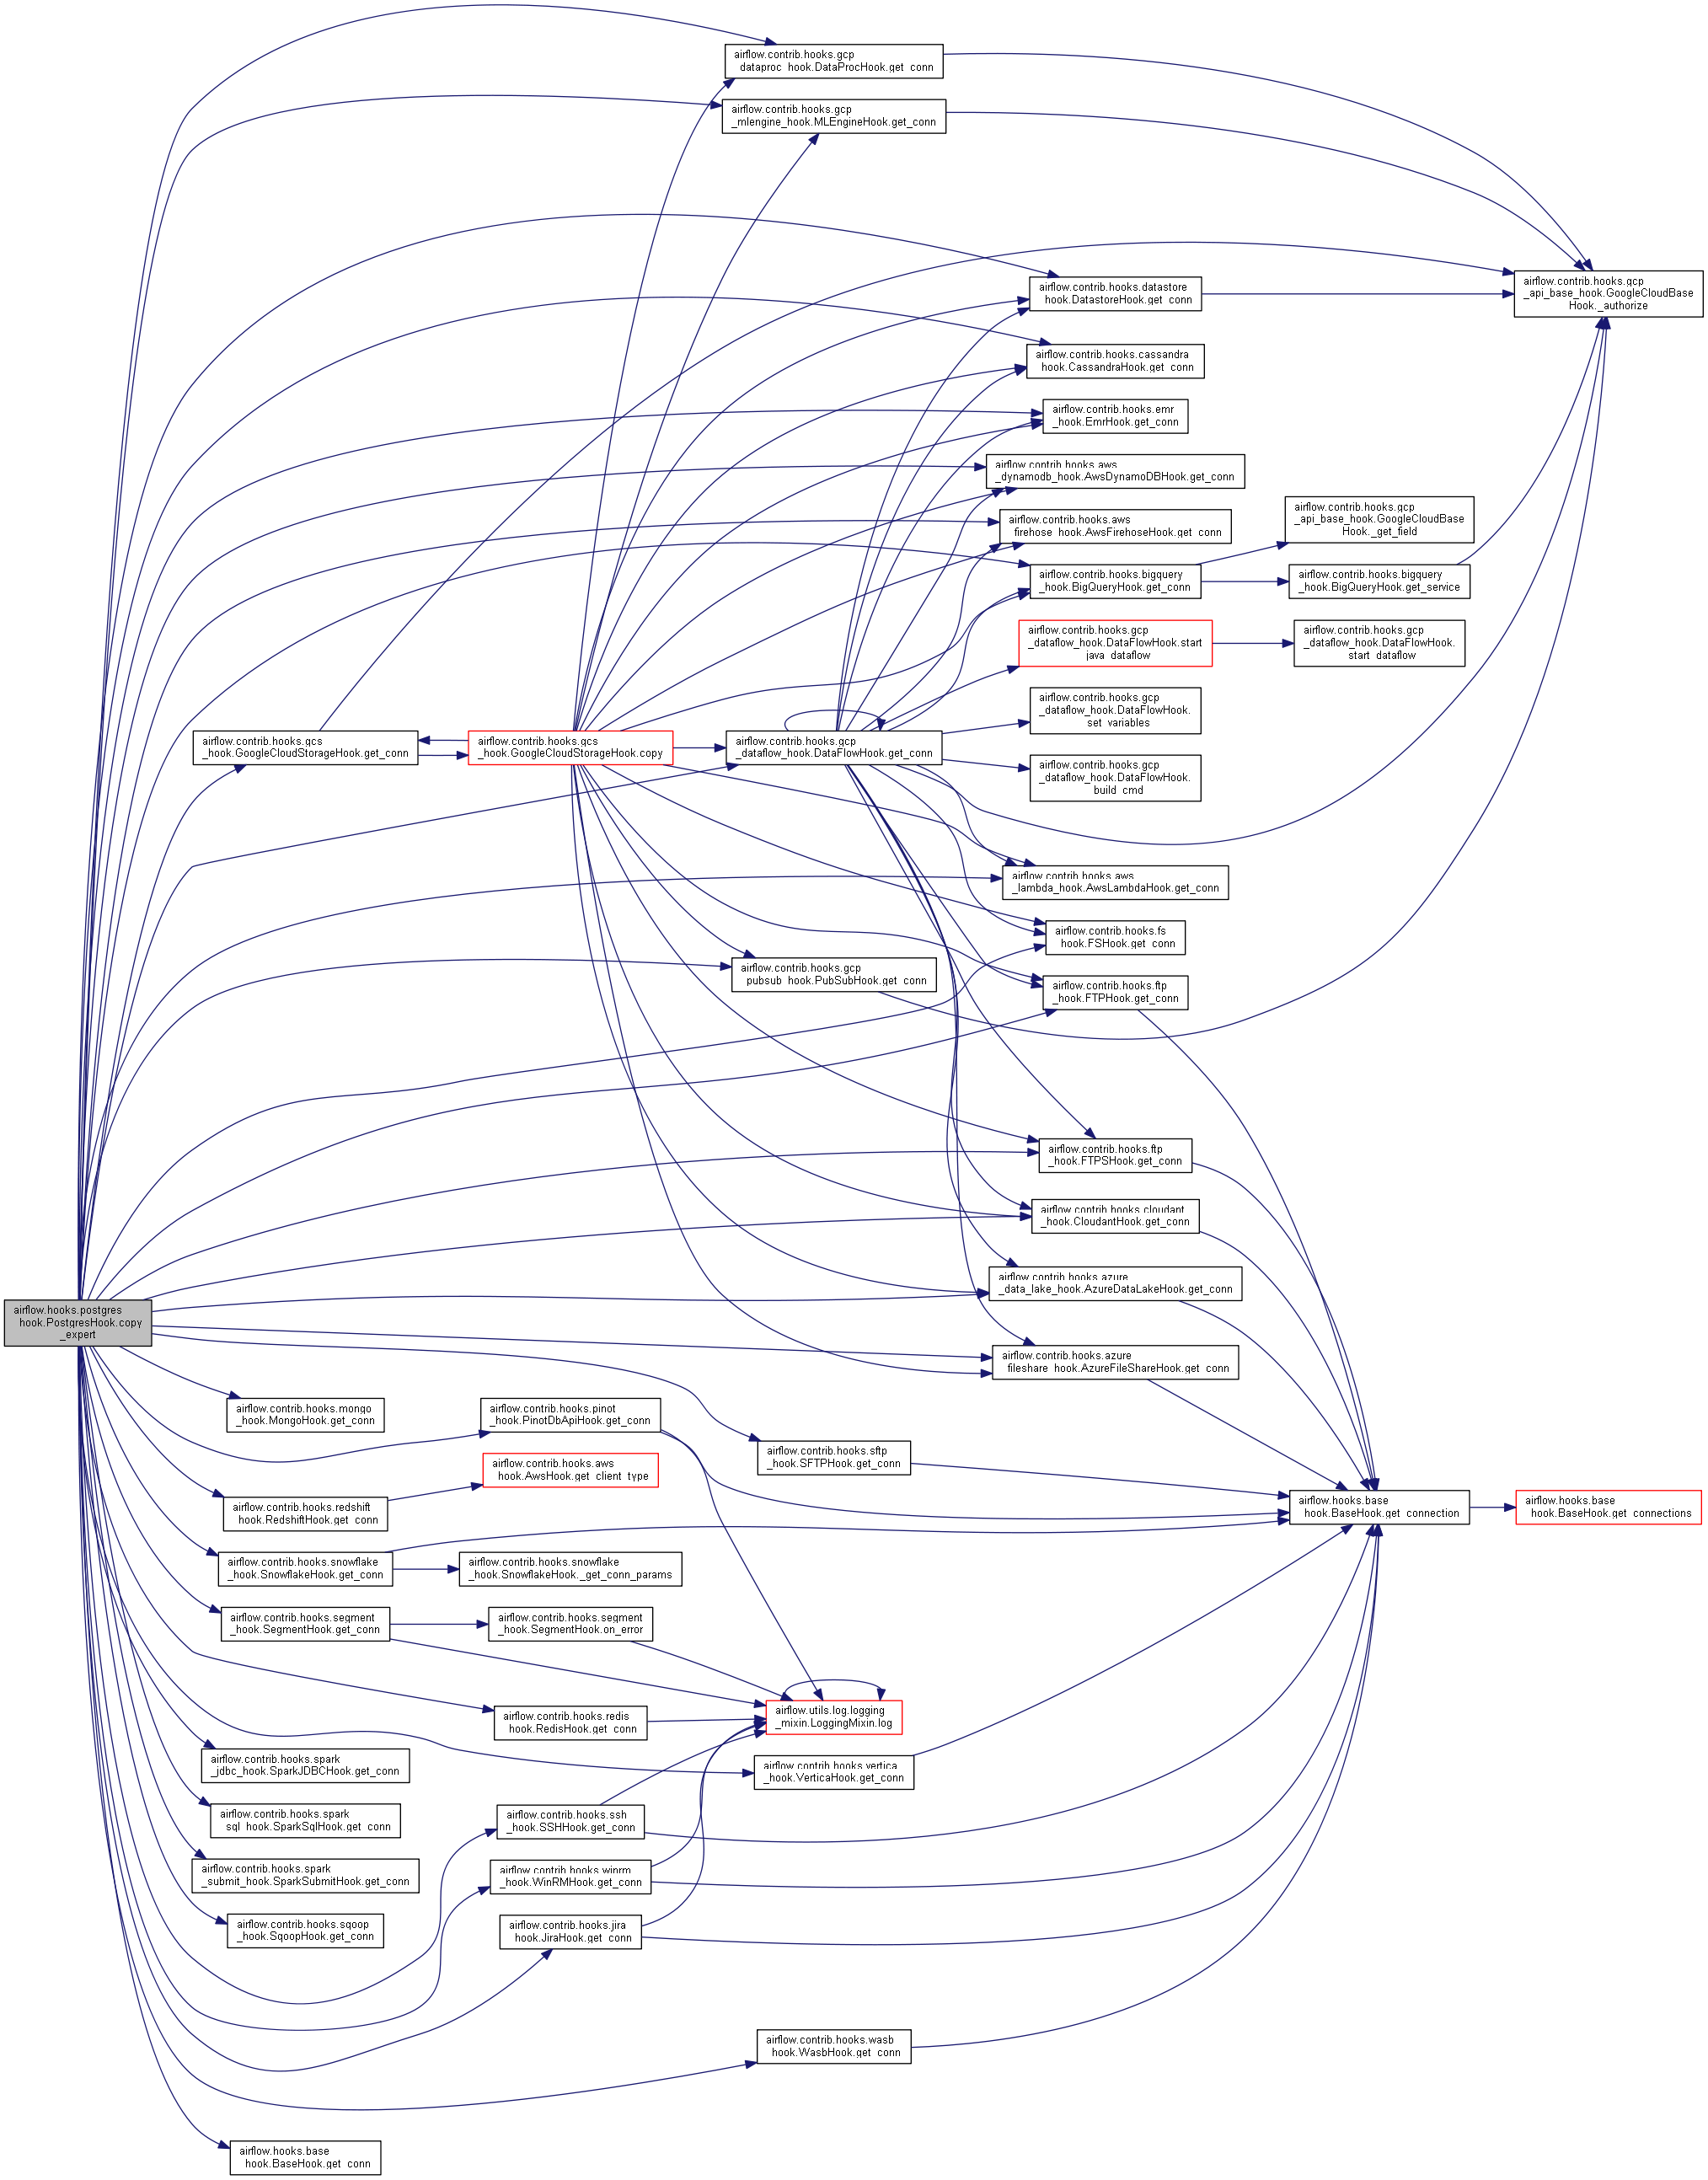 airflow.contrib.hooks.gcp
_dataproc_hook.DataProcHook.get_conn
airflow.contrib.hooks.gcp
_mlengine_hook.MLEngineHook.get_conn
airflow.contrib.hooks.gcp
_api_base_hook.GoogleCloudBase
Hook._authorize
airflow.contrib.hooks.datastore
_hook.DatastoreHook.get_conn
airflow.contrib.hooks.cassandra
_hook.CassandraHook.get_conn
airflow.contrib.hooks.emr
_hook.EmrHook.get_conn
airflow.contrib.hooks.aws
_dynamodb_hook.AwsDynamoDBHook.get_conn
airflow.contrib.hooks.gcp
_api_base_hook.GoogleCloudBase
Hook._get_field
airflow.contrib.hooks.aws
_firehose_hook.AwsFirehoseHook.get_conn
airflow.contrib.hooks.bigquery
_hook.BigQueryHook.get_conn
airflow.contrib.hooks.bigquery
_hook.BigQueryHook.get_service
airflow.contrib.hooks.gcp
_dataflow_hook.DataFlowHook.start
_java_dataflow
airflow.contrib.hooks.gcp
_dataflow_hook.DataFlowHook.
start_dataflow
airflow.contrib.hooks.gcp
_dataflow_hook.DataFlowHook.
set_variables
airflow.contrib.hooks.gcs
_hook.GoogleCloudStorageHook.get_conn
airflow.contrib.hooks.gcs
_hook.GoogleCloudStorageHook.copy
airflow.contrib.hooks.gcp
_dataflow_hook.DataFlowHook.get_conn
airflow.contrib.hooks.gcp
_dataflow_hook.DataFlowHook.
build_cmd
airflow.contrib.hooks.aws
_lambda_hook.AwsLambdaHook.get_conn
airflow.contrib.hooks.fs
_hook.FSHook.get_conn
airflow.contrib.hooks.gcp
_pubsub_hook.PubSubHook.get_conn
airflow.contrib.hooks.ftp
_hook.FTPHook.get_conn
airflow.contrib.hooks.ftp
_hook.FTPSHook.get_conn
airflow.contrib.hooks.cloudant
_hook.CloudantHook.get_conn
airflow.contrib.hooks.azure
_data_lake_hook.AzureDataLakeHook.get_conn
airflow.hooks.postgres
_hook.PostgresHook.copy
_expert
airflow.contrib.hooks.azure
_fileshare_hook.AzureFileShareHook.get_conn
airflow.contrib.hooks.mongo
_hook.MongoHook.get_conn
airflow.contrib.hooks.pinot
_hook.PinotDbApiHook.get_conn
airflow.contrib.hooks.sftp
_hook.SFTPHook.get_conn
airflow.contrib.hooks.aws
_hook.AwsHook.get_client_type
airflow.contrib.hooks.redshift
_hook.RedshiftHook.get_conn
airflow.hooks.base
_hook.BaseHook.get_connection
airflow.hooks.base
_hook.BaseHook.get_connections
airflow.contrib.hooks.snowflake
_hook.SnowflakeHook.get_conn
airflow.contrib.hooks.snowflake
_hook.SnowflakeHook._get_conn_params
airflow.contrib.hooks.segment
_hook.SegmentHook.get_conn
airflow.contrib.hooks.segment
_hook.SegmentHook.on_error
airflow.contrib.hooks.redis
_hook.RedisHook.get_conn
airflow.utils.log.logging
_mixin.LoggingMixin.log
airflow.contrib.hooks.spark
_jdbc_hook.SparkJDBCHook.get_conn
airflow.contrib.hooks.vertica
_hook.VerticaHook.get_conn
airflow.contrib.hooks.spark
_sql_hook.SparkSqlHook.get_conn
airflow.contrib.hooks.ssh
_hook.SSHHook.get_conn
airflow.contrib.hooks.spark
_submit_hook.SparkSubmitHook.get_conn
airflow.contrib.hooks.winrm
_hook.WinRMHook.get_conn
airflow.contrib.hooks.sqoop
_hook.SqoopHook.get_conn
airflow.contrib.hooks.jira
_hook.JiraHook.get_conn
airflow.contrib.hooks.wasb
_hook.WasbHook.get_conn
airflow.hooks.base
_hook.BaseHook.get_conn